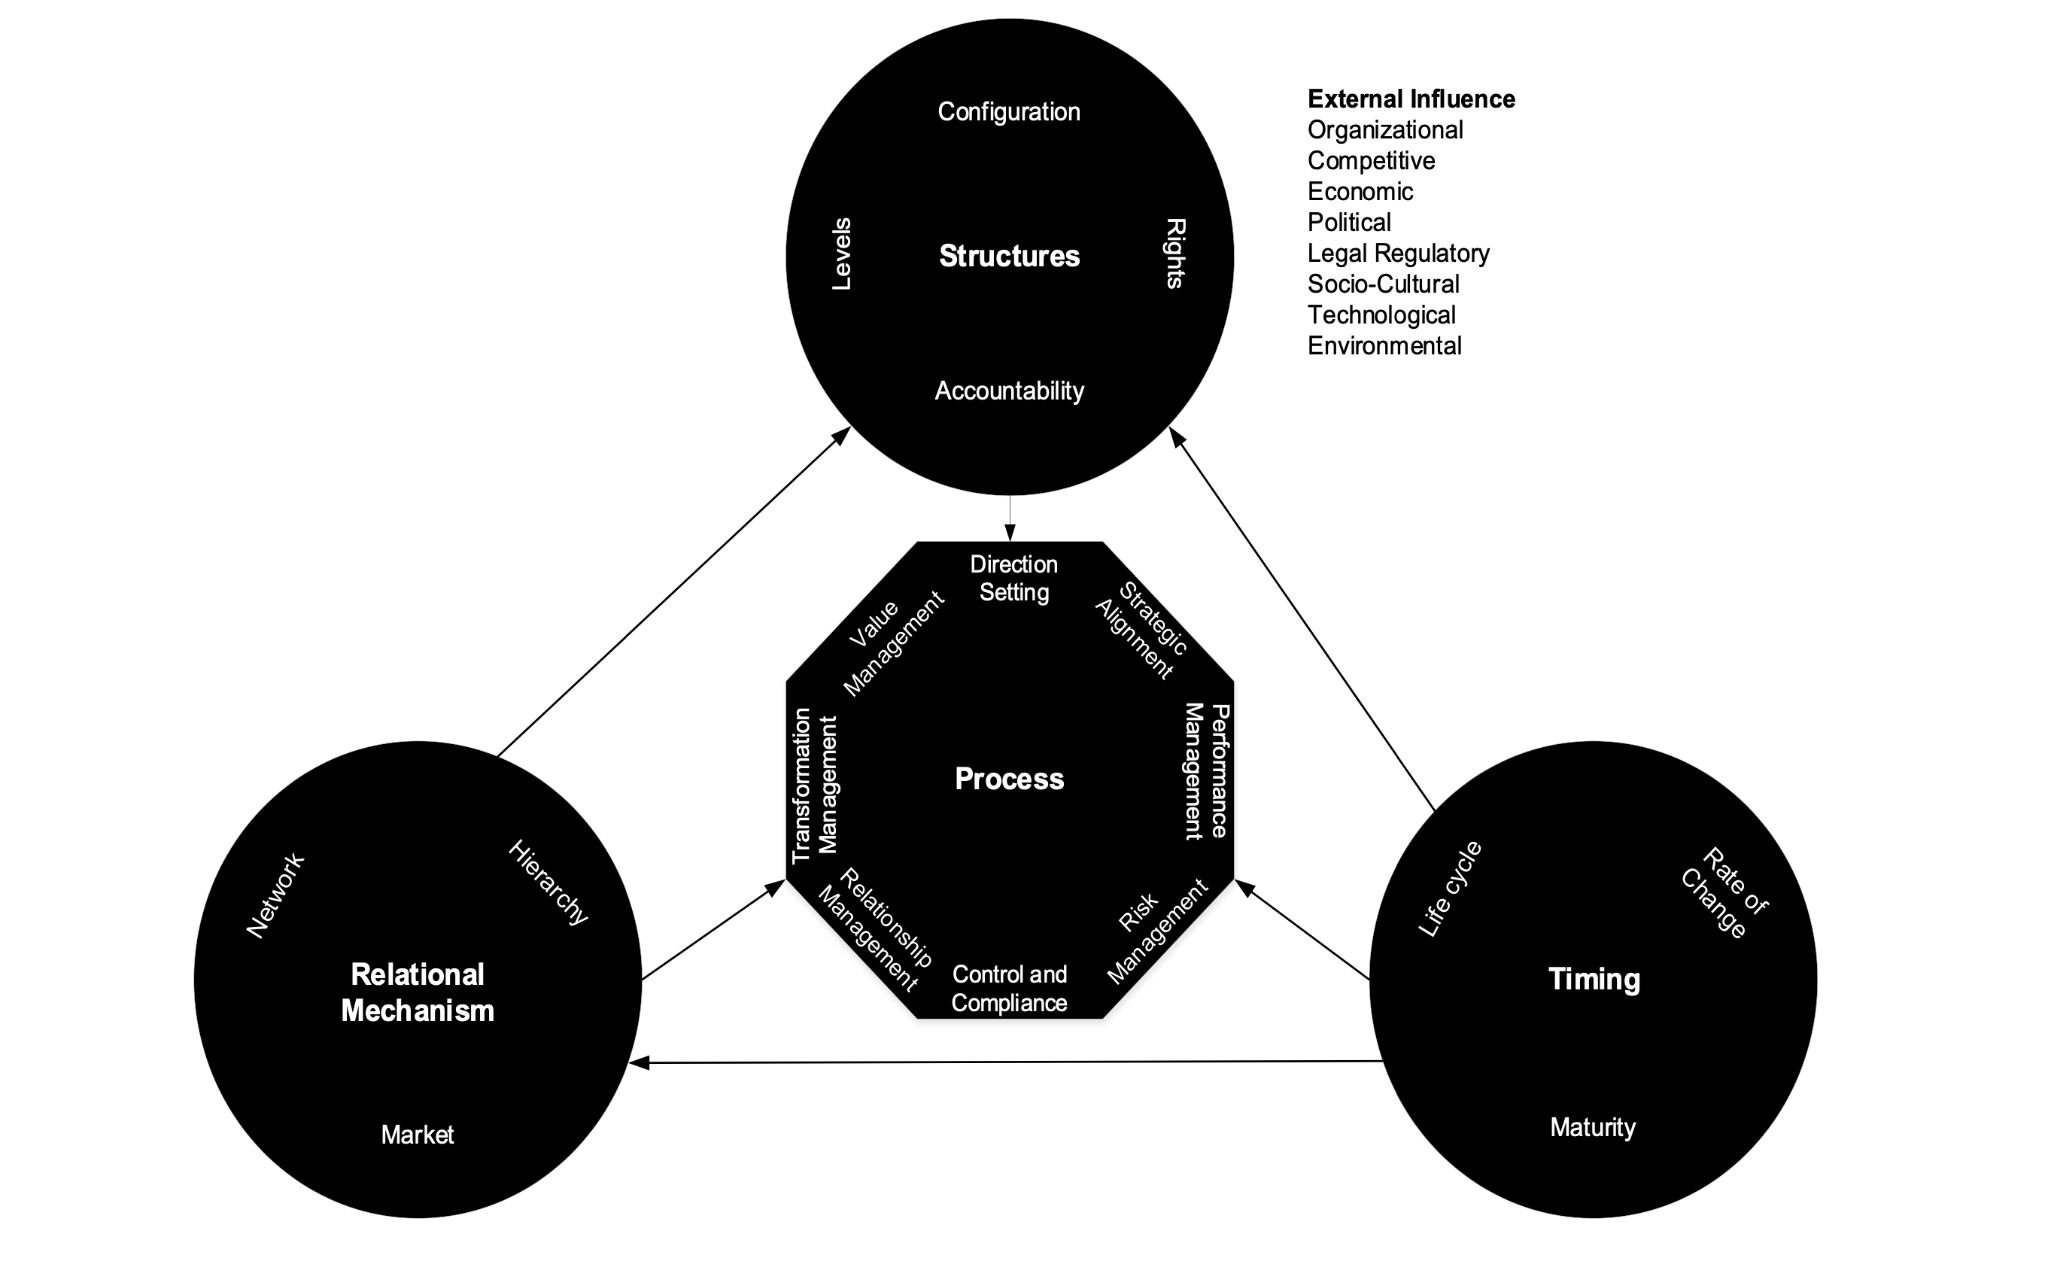 Configuration
Levels
Structures
Rights
Accountability
External Influence
Organizational
Competitive
Economic
Political
Legal Regulatory
Socio-Cultural
Technological
Environmental
Direction
Setting
Strategic
Alignment
Performance
Management
Risk
Management
Control and
Compliance
Relationship
Management
Transformation
Management
Value
Management
Process
Network
Hierarchy
Relational
Mechanism
Market
Life cycle
Rate of
Change
Timing
Maturity